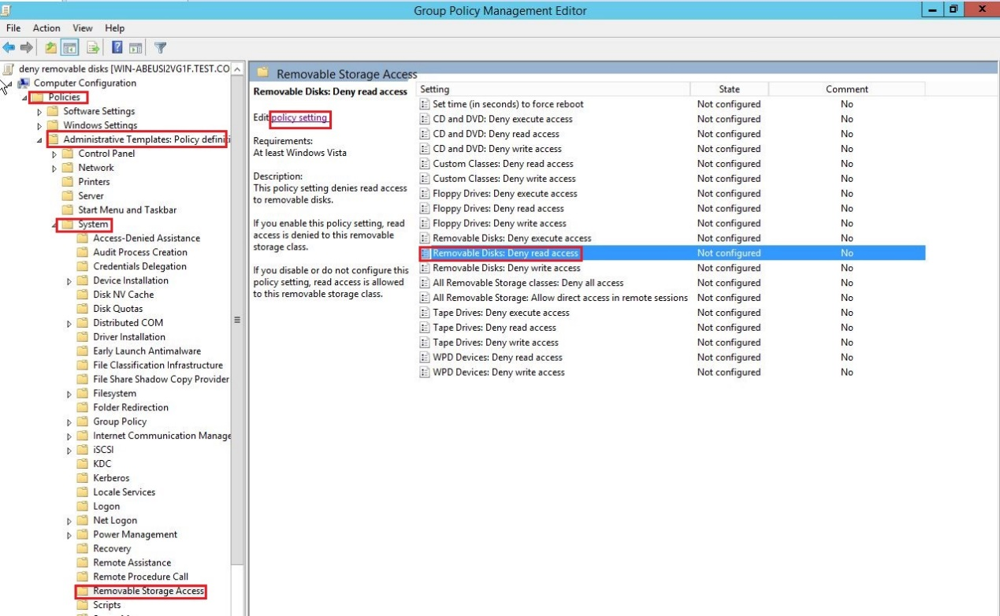 Group Policy Management Editor
File Action View Help
deny removable disks [WIN-ABEUSI2VG1F.TEST.CO
Computer Configuration
Policies
Software Settings
Windows Settings
Administrative Templates: Policy definiti
Control Panel
Network
Printers
Server
Start Menu and Taskbar
System
Access-Denied Assistance
Audit Process Creation
Credentials Delegation
Device Installation
Disk NV Cache
Disk Quotas
Distributed COM
Driver Installation
Early Launch Antimalware
File Classification Infrastructure
File Share Shadow Copy Provider
Filesystem
Folder Redirection
Group Policy
Internet Communication Manage
iSCSI
KDC
Kerberos
Locale Services
Logon
Net Logon
Power Management
Recovery
Remote Assistance
Remote Procedure Call
Removable Storage Access
Scripts
Removable Storage Access
Removable Disks: Deny read access
Edit policy setting
Requirements:
At least Windows Vista
Description:
This policy setting denies read access
to removable disks.
If you enable this policy setting, read
access is denied to this removable
storage class.
If you disable or do not configure this
policy setting, read access is allowed
to this removable storage class.
Setting State Comment
Set time (in seconds) to force reboot Not configured No
CD and DVD: Deny execute access Not configured No
CD and DVD: Deny read access Not configured No
CD and DVD: Deny write access Not configured No
Custom Classes: Deny read access Not configured No
Custom Classes: Deny write access Not configured No
Floppy Drives: Deny execute access Not configured No
Floppy Drives: Deny read access Not configured No
Floppy Drives: Deny write access Not configured No
Removable Disks: Deny execute access Not configured No
Removable Disks: Deny read access Not configured No
Removable Disks: Deny write access Not configured No
All Removable Storage classes: Deny all access Not configured No
All Removable Storage: Allow direct access in remote sessions Not configured No
Tape Drives: Deny execute access Not configured No
Tape Drives: Deny read access Not configured No
Tape Drives: Deny write access Not configured No
WPD Devices: Deny read access Not configured No
WPD Devices: Deny write access Not configured No